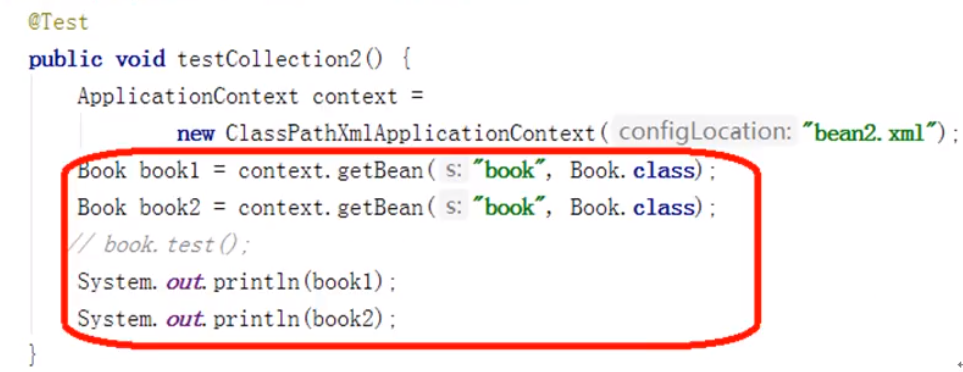 @Test
public void testCollection2() {
ApplicationContext context =
new ClassPathXmlApplicationContext( configLocation: "bean2.xml");
Book book1 = context.getBean( s: "book", Book.class);
Book book2 = context.getBean( s: "book", Book.class);
// book.test();
System.out.println(book1);
System.out.println(book2);
}